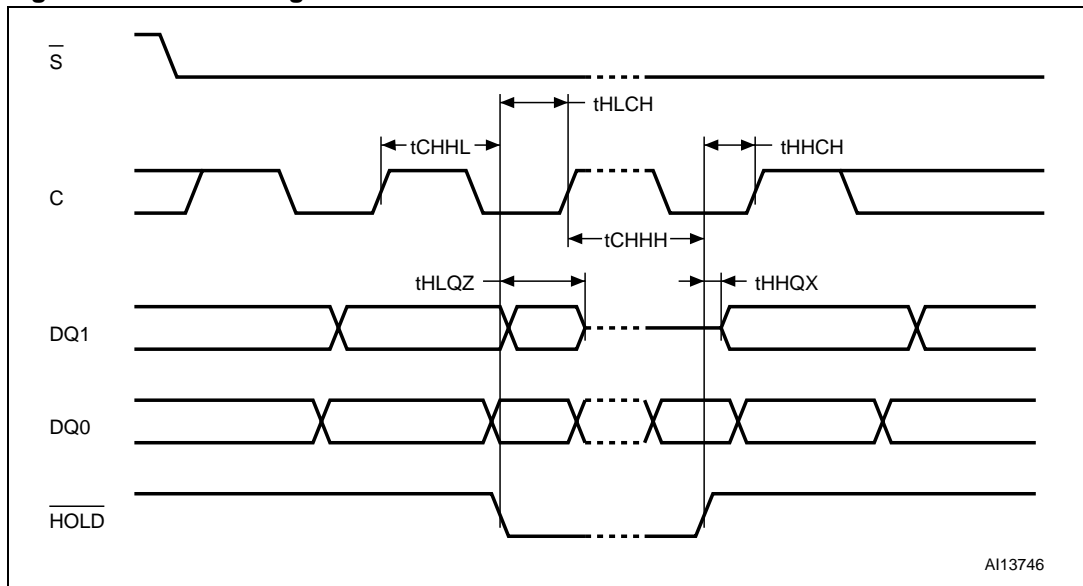 S
tHLCH
tCHHL
tHHCH
C
tCHHH
tHLQZ
tHHQX
DQ1
DQ0
HOLD
AI13746